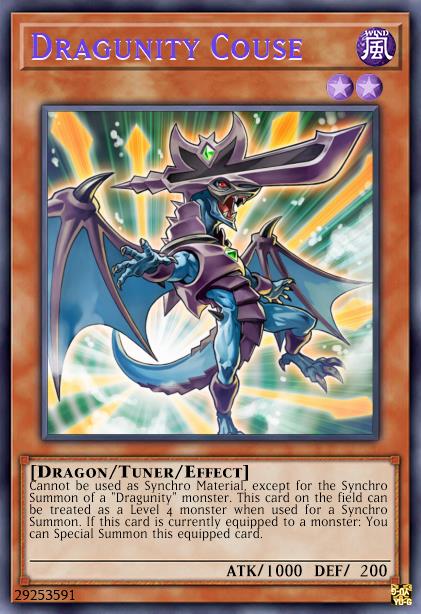 Dragunity Couse
WIND
風
[Dragon/Tuner/Effect]
Cannot be used as Synchro Material, except for the Synchro
Summon of a "Dragunity" monster. This card on the field can
be treated as a Level 4 monster when used for a Synchro
Summon. If this card is currently equipped to a monster: You
can Special Summon this equipped card.
ATK/1000 DEF/ 200
29253591